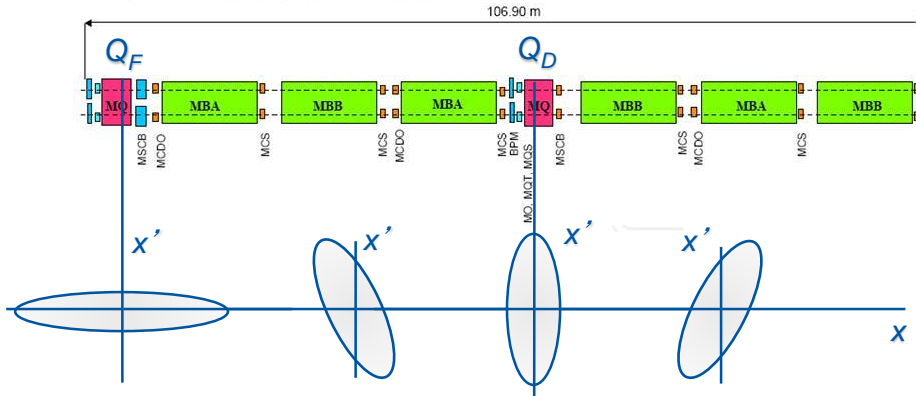 106.90 m
Q_F Q_D
MQ MBA MBB MBA MQ MBB MBA MBB
MSCB MCDO MCS MCS MCDO MCS BPM MO, MQT, MQS MSCB MCS MCDO MCS
x’ x’ x’ x’
x